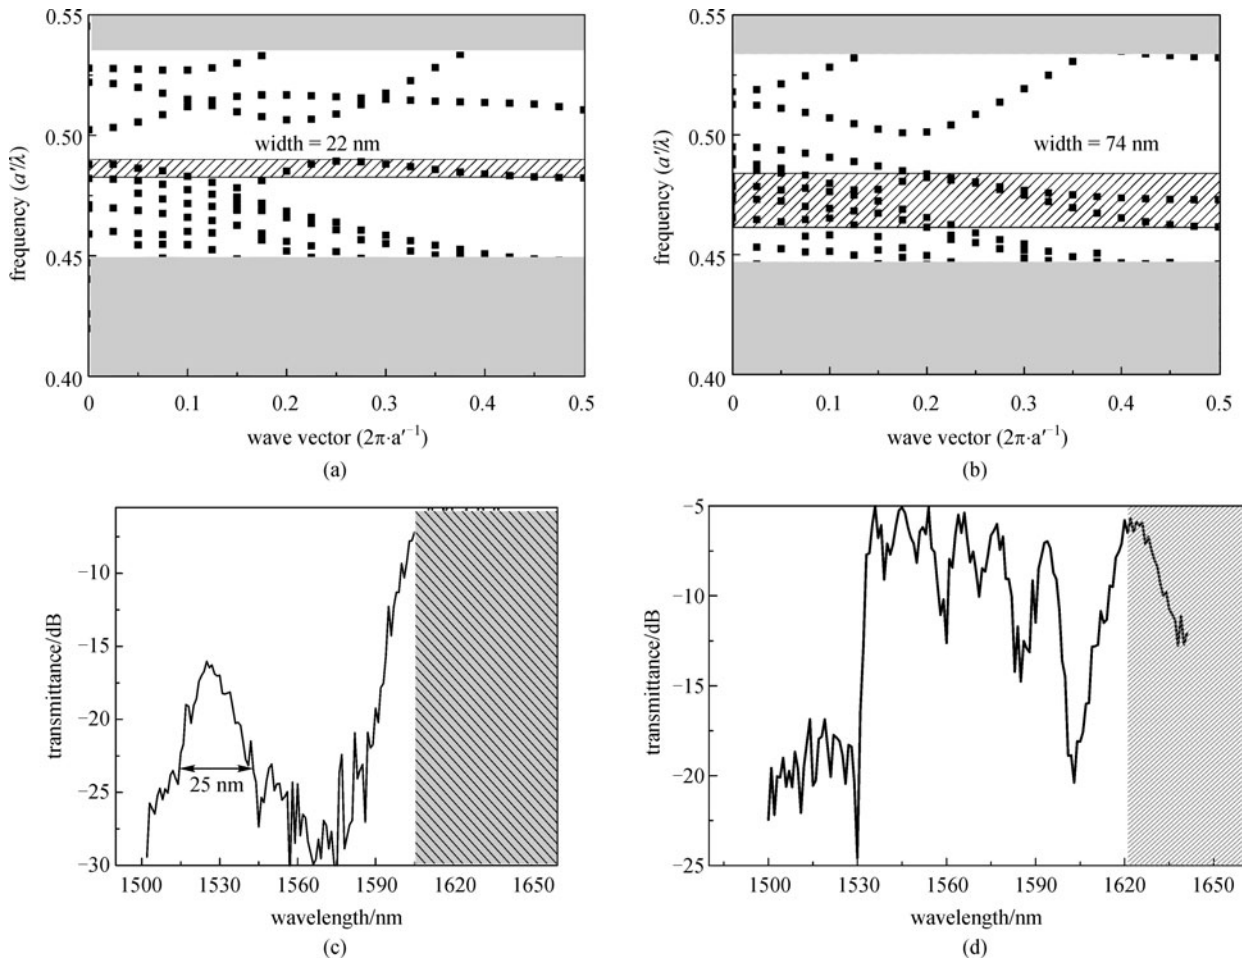 0.55
0.50
0.45
0.40
frequency (a′/λ)
width = 22 nm
0 0.1 0.2 0.3 0.4 0.5
wave vector (2π·a′⁻¹)
(a)
0.55
0.50
0.45
0.40
frequency (a′/λ)
width = 74 nm
0 0.1 0.2 0.3 0.4 0.5
wave vector (2π·a′⁻¹)
(b)
−10
−15
−20
−25
−30
transmittance/dB
25 nm
1500 1530 1560 1590 1620 1650
wavelength/nm
(c)
−5
−10
−15
−20
−25
transmittance/dB
1500 1530 1560 1590 1620 1650
wavelength/nm
(d)